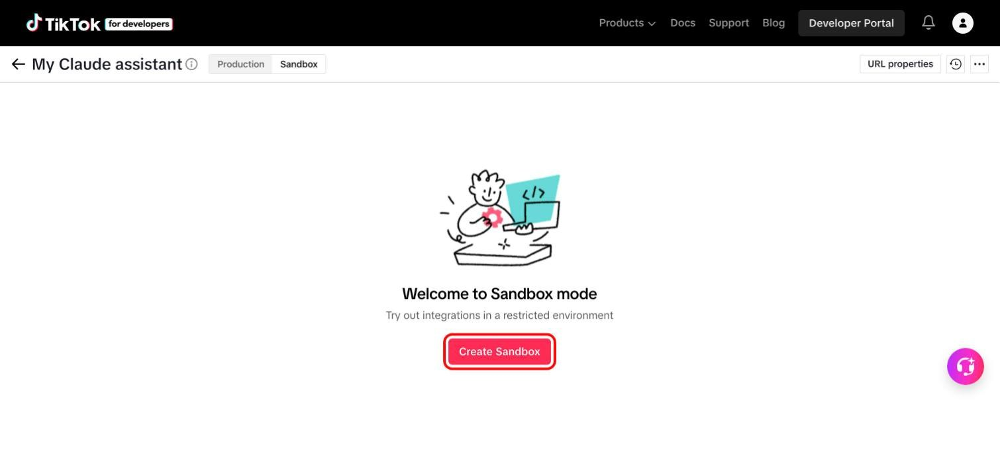 TikTok for developers
Products
Docs
Support
Blog
Developer Portal
My Claude assistant
Production
Sandbox
URL properties
</>
Welcome to Sandbox mode
Try out integrations in a restricted environment
Create Sandbox